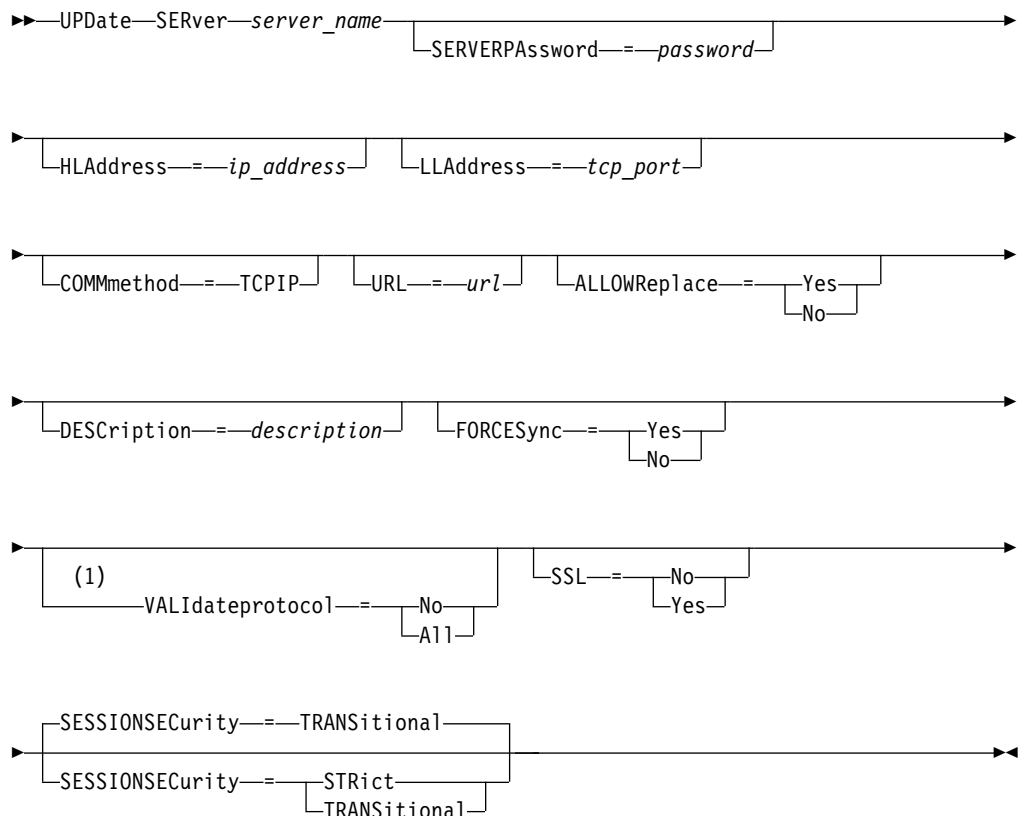 UPDate SERver server_name
SERVERPAssword = password
HLAddress = ip_address LLAddress = tcp_port
COMMmethod = TCPIP URL = url ALLOWReplace = Yes
No
DESCription = description FORCESync = Yes
No
(1)
VALIdateprotocol = No
All
SSL = No
Yes
SESSIONSECurity = TRANSitional
SESSIONSECurity = STRict
TRANSitional